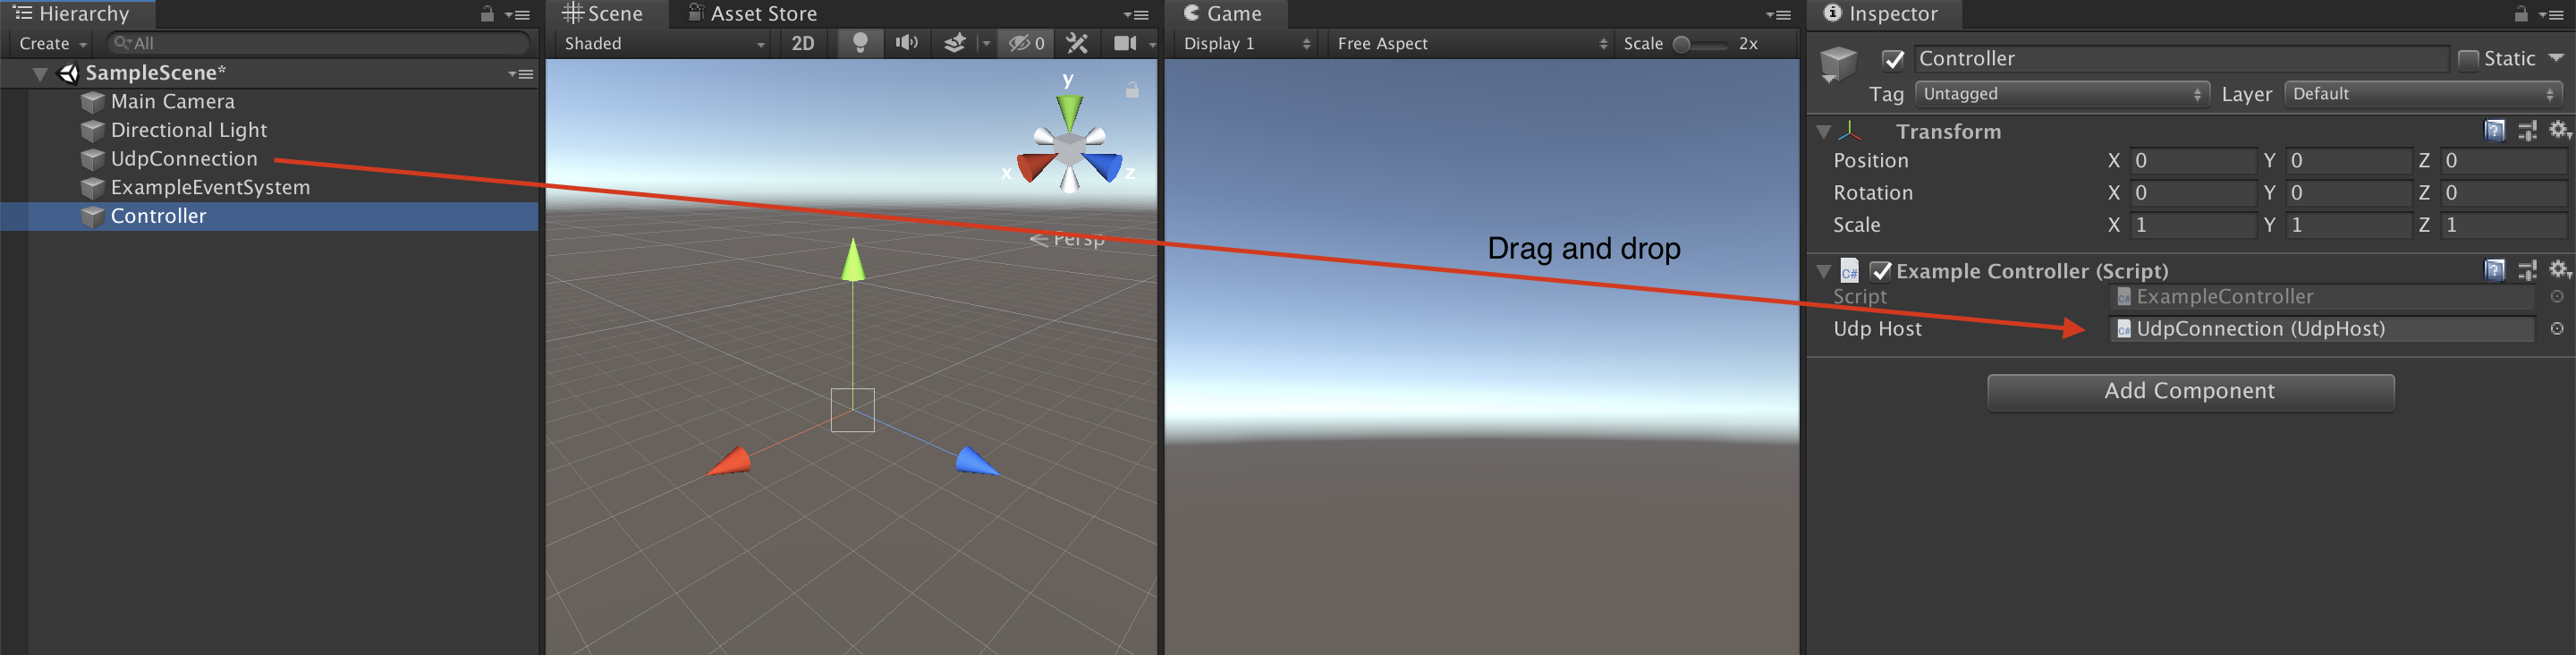 Hierarchy
Create All
SampleScene*
Main Camera
Directional Light
UdpConnection
ExampleEventSystem
Controller
Scene Asset Store
Shaded 2D 0
y
x z
Persp
Game
Display 1 Free Aspect Scale 2x
Drag and drop
Inspector
Controller Static
Tag Untagged Layer Default
Transform
Position X 0 Y 0 Z 0
Rotation X 0 Y 0 Z 0
Scale X 1 Y 1 Z 1
C# Example Controller (Script)
Script C# ExampleController
Udp Host C# UdpConnection (UdpHost)
Add Component